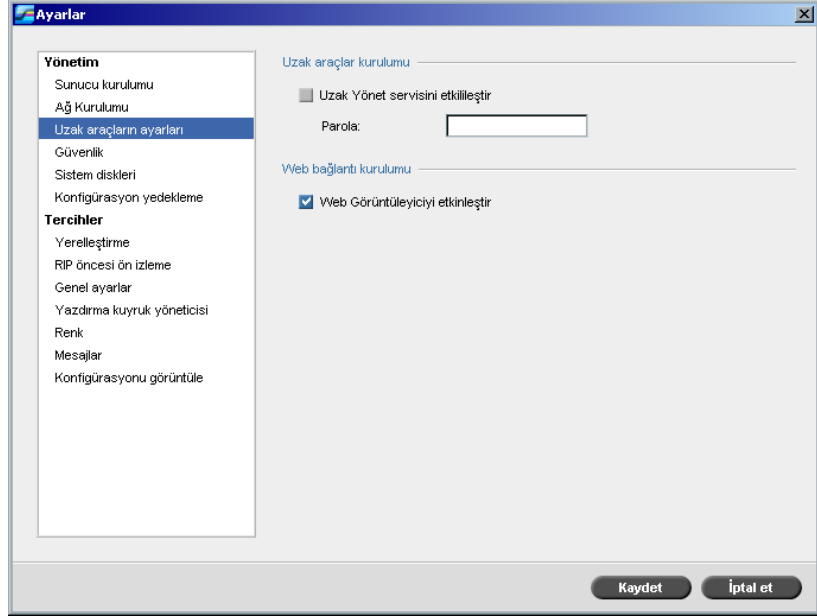 Ayarlar
Yönetim
Sunucu kurulumu
Ağ Kurulumu
Uzak araçların ayarları
Güvenlik
Sistem diskleri
Konfigürasyon yedekleme
Tercihler
Yerelleştirme
RIP öncesi ön izleme
Genel ayarlar
Yazdırma kuyruk yöneticisi
Renk
Mesajlar
Konfigürasyonu görüntüle
Uzak araçlar kurulumu
Uzak Yönet servisini etkilileştir
Parola:
Web bağlantı kurulumu
Web Görüntüleyiciyi etkinleştir
Kaydet
İptal et